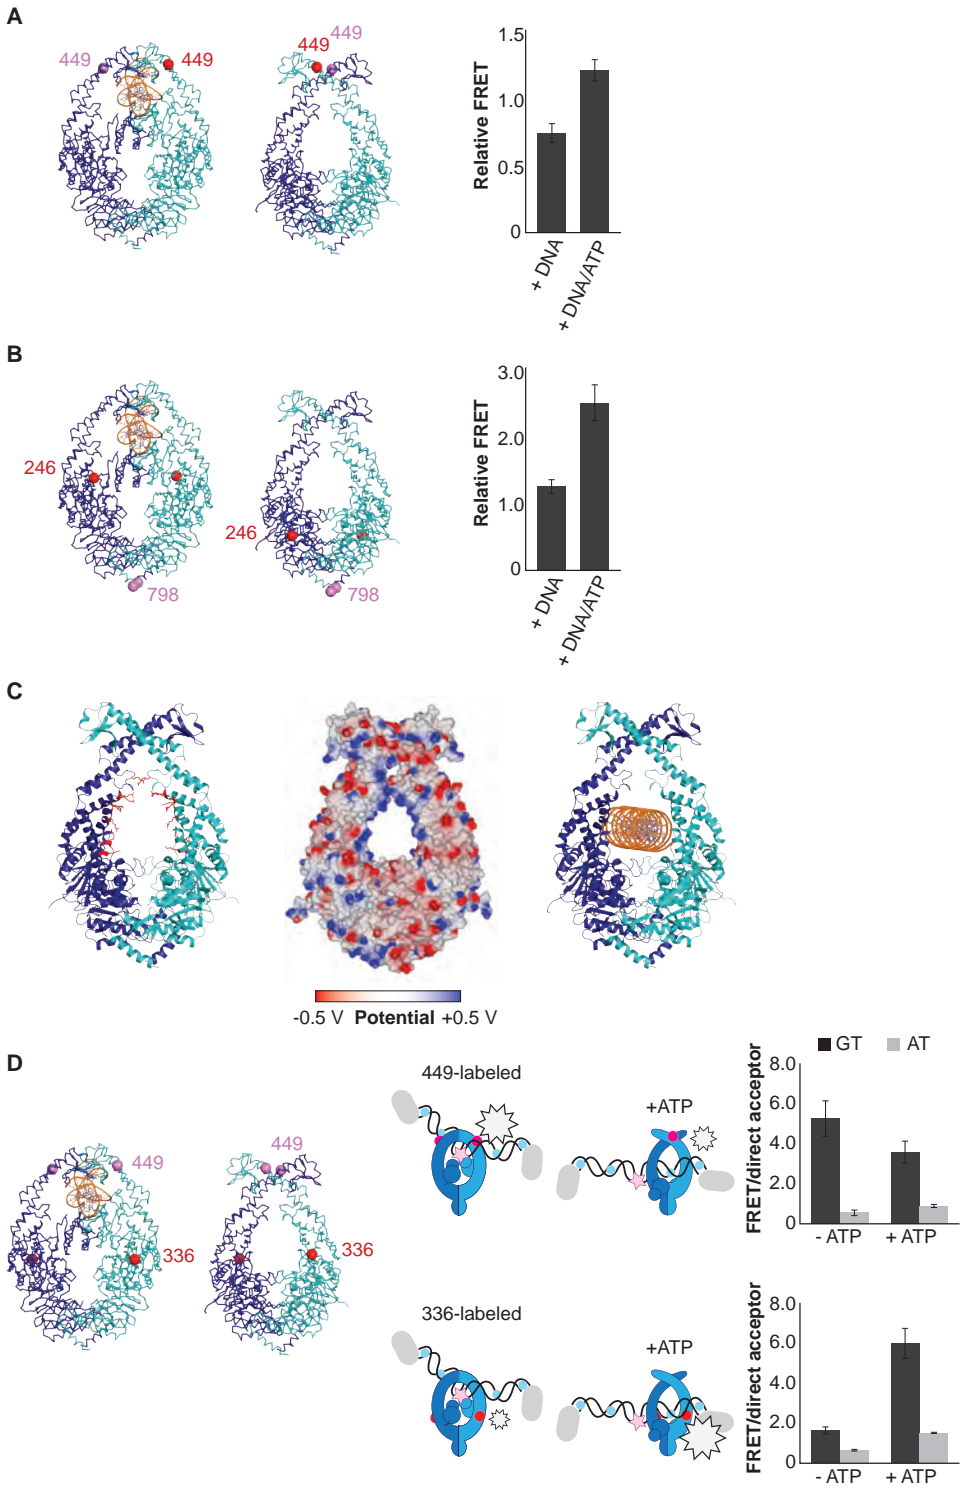 A
449
449
449
449
Relative FRET
1.5
1.0
0.5
0
+ DNA
+ DNA/ATP
B
246
798
246
798
Relative FRET
3.0
2.0
1.0
0
+ DNA
+ DNA/ATP
C
-0.5 V Potential +0.5 V
D
449
336
336
449-labeled
+ATP
336-labeled
+ATP
GT AT
FRET/direct acceptor
8.0
6.0
4.0
2.0
0
- ATP + ATP
FRET/direct acceptor
8.0
6.0
4.0
2.0
0
- ATP + ATP
449